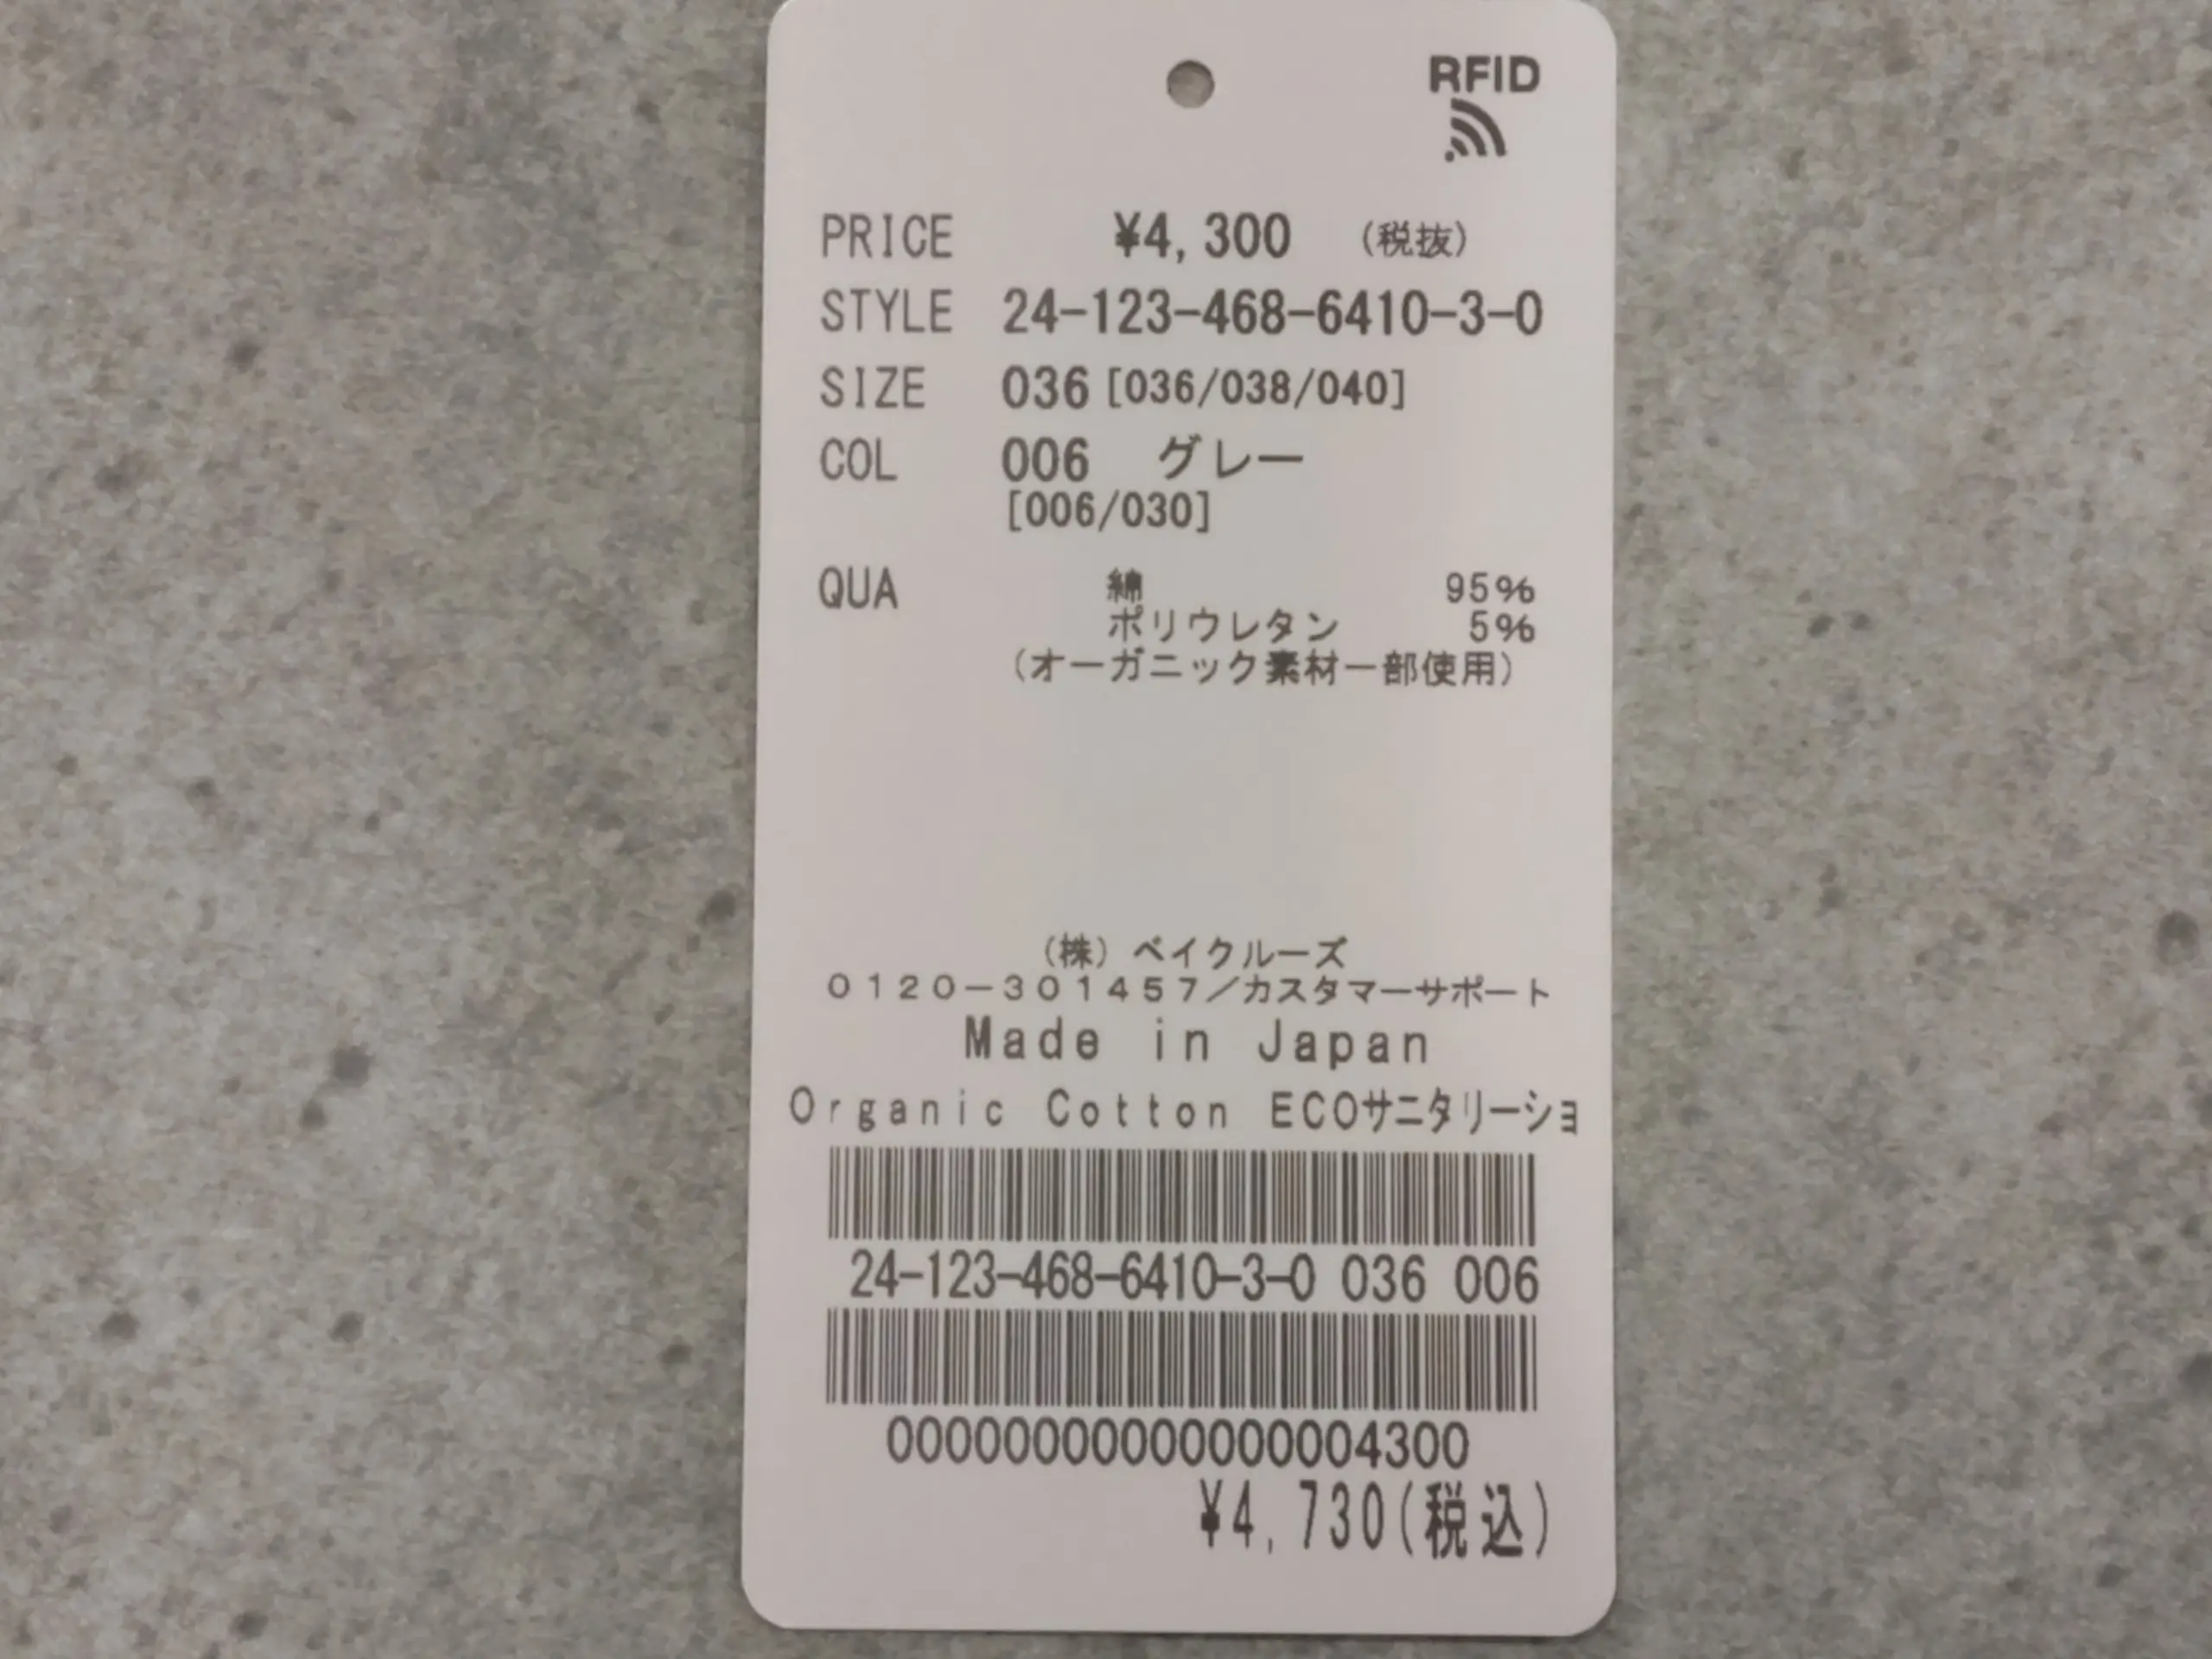 RFID
PRICE ¥4,300 (税抜)
STYLE 24-123-468-6410-3-0
SIZE 036 [036/038/040]
COL 006 グレー
[006/030]
QUA 綿 95%
ポリウレタン 5%
(オーガニック素材一部使用)
(株)ベイクルーズ
0120-301457/カスタマーサポート
Made in Japan
Organic Cotton ECOサニタリーショ
24-123-468-6410-3-0 036 006
00000000000000004300
¥4,730(税込)